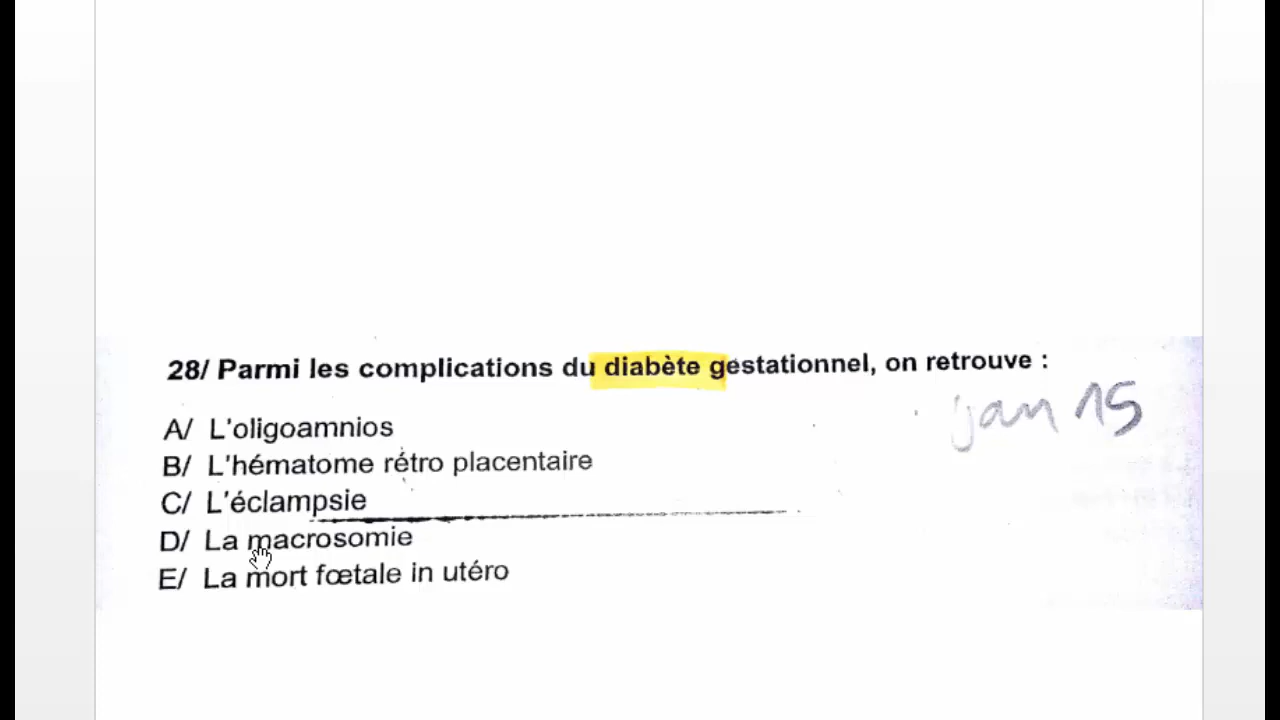 28/ Parmi les complications du diabète gestationnel, on retrouve :
jan 15
A/ L'oligoamnios
B/ L'hématome rétro placentaire
C/ L'éclampsie
D/ La macrosomie
E/ La mort fœtale in utéro